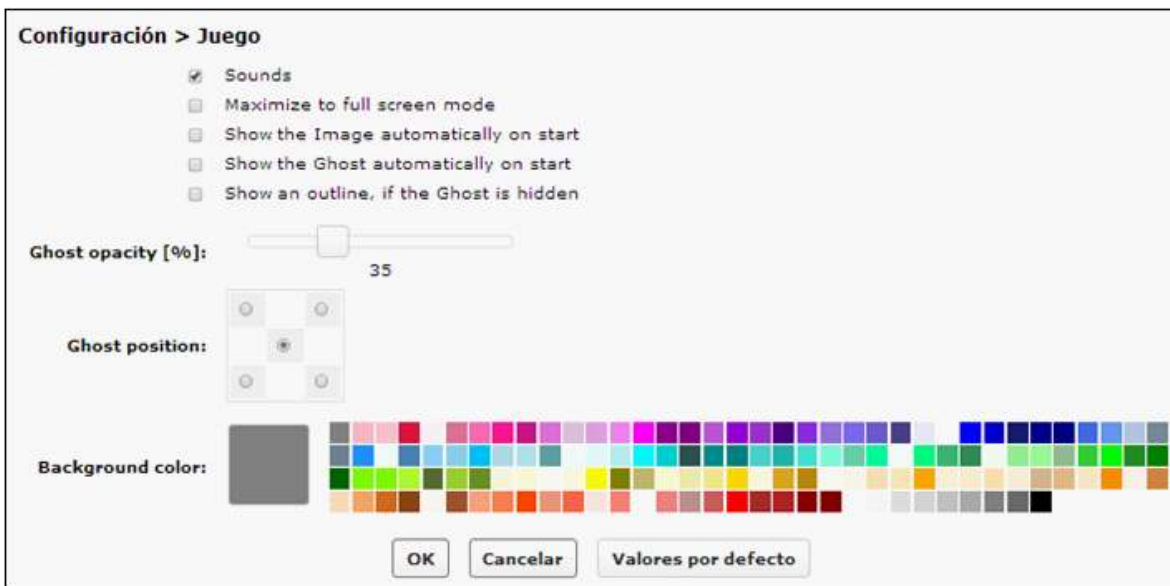 Configuración > Juego
Sounds
Maximize to full screen mode
Show the Image automatically on start
Show the Ghost automatically on start
Show an outline, if the Ghost is hidden
Ghost opacity [%]:
35
Ghost position:
Background color:
OK Cancelar Valores por defecto